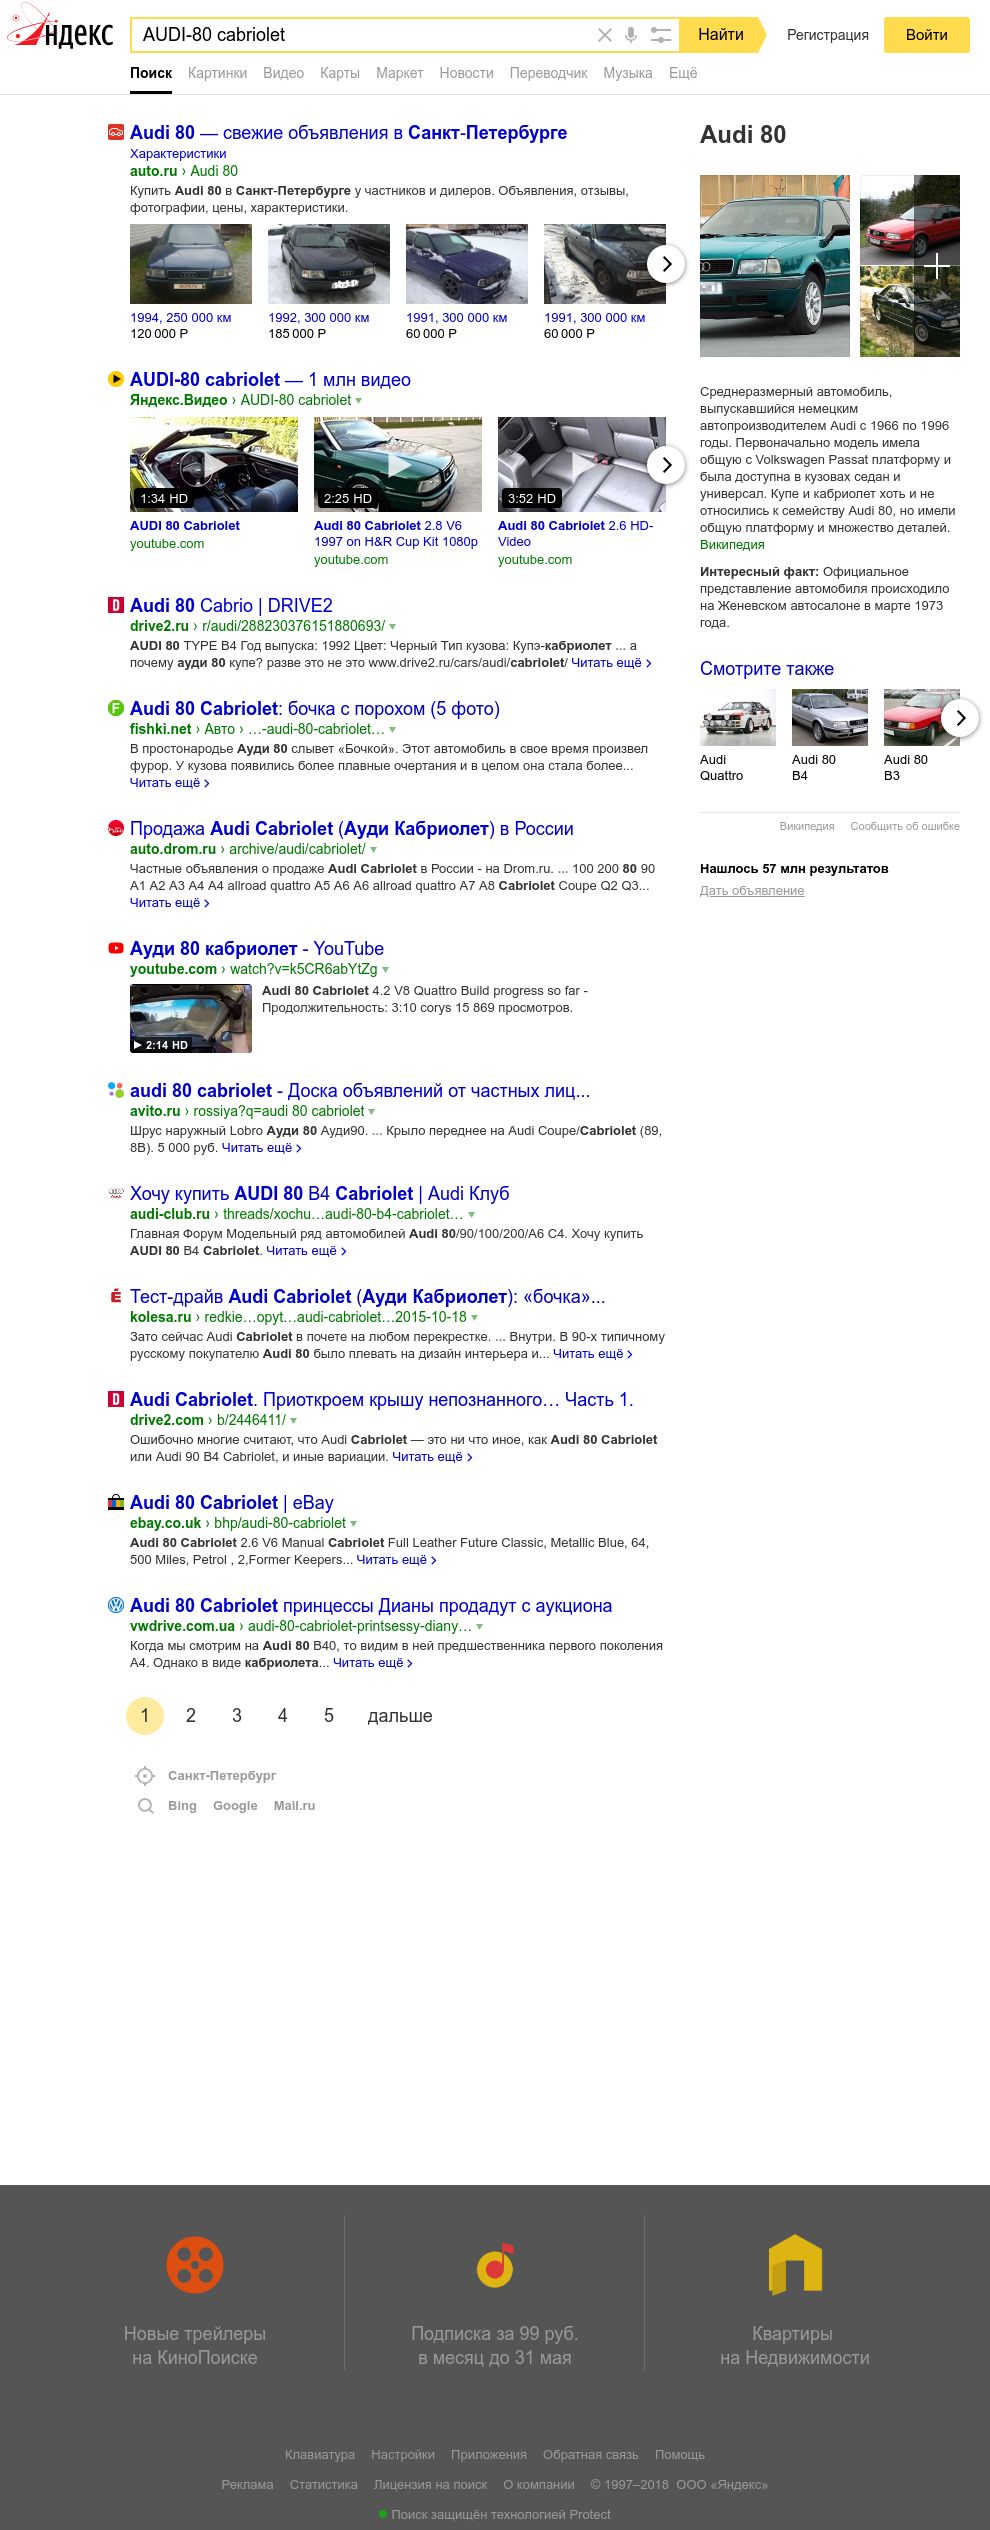 Яндекс
AUDI-80 cabriolet
Найти
Регистрация
Войти
Поиск Картинки Видео Карты Маркет Новости Переводчик Музыка Ещё
Audi 80 — свежие объявления в Санкт-Петербурге
Характеристики
auto.ru › Audi 80
Купить Audi 80 в Санкт-Петербурге у частников и дилеров. Объявления, отзывы,
фотографии, цены, характеристики.
1994, 250 000 км 1992, 300 000 км 1991, 300 000 км 1991, 300 000 км
120 000 Р 185 000 Р 60 000 Р 60 000 Р
AUDI-80 cabriolet — 1 млн видео
Яндекс.Видео › AUDI-80 cabriolet
1:34 HD 2:25 HD 3:52 HD
AUDI 80 Cabriolet
youtube.com
Audi 80 Cabriolet 2.8 V6
1997 on H&R Cup Kit 1080p
youtube.com
Audi 80 Cabriolet 2.6 HD-
Video
youtube.com
Audi 80 Cabrio | DRIVE2
drive2.ru › r/audi/288230376151880693/
AUDI 80 TYPE B4 Год выпуска: 1992 Цвет: Черный Тип кузова: Купэ-кабриолет ... а
почему ауди 80 купе? разве это не это www.drive2.ru/cars/audi/cabriolet/ Читать ещё
Audi 80 Cabriolet: бочка с порохом (5 фото)
fishki.net › Авто › …-audi-80-cabriolet…
В простонародье Ауди 80 слывет «Бочкой». Этот автомобиль в свое время произвел
фурор. У кузова появились более плавные очертания и в целом она стала более...
Читать ещё
Продажа Audi Cabriolet (Ауди Кабриолет) в России
auto.drom.ru › archive/audi/cabriolet/
Частные объявления о продаже Audi Cabriolet в России - на Drom.ru. ... 100 200 80 90
A1 A2 A3 A4 A4 allroad quattro A5 A6 A6 allroad quattro A7 A8 Cabriolet Coupe Q2 Q3...
Читать ещё
Ауди 80 кабриолет - YouTube
youtube.com › watch?v=k5CR6abYtZg
2:14 HD
Audi 80 Cabriolet 4.2 V8 Quattro Build progress so far -
Продолжительность: 3:10 corys 15 869 просмотров.
audi 80 cabriolet - Доска объявлений от частных лиц...
avito.ru › rossiya?q=audi 80 cabriolet
Шрус наружный Lobro Ауди 80 Ауди90. ... Крыло переднее на Audi Coupe/Cabriolet (89,
8B). 5 000 руб. Читать ещё
Хочу купить AUDI 80 B4 Cabriolet | Audi Клуб
audi-club.ru › threads/xochu…audi-80-b4-cabriolet…
Главная Форум Модельный ряд автомобилей Audi 80/90/100/200/A6 C4. Хочу купить
AUDI 80 B4 Cabriolet. Читать ещё
Тест-драйв Audi Cabriolet (Ауди Кабриолет): «бочка»...
kolesa.ru › redkie…opyt…audi-cabriolet…2015-10-18
Зато сейчас Audi Cabriolet в почете на любом перекрестке. ... Внутри. В 90-х типичному
русскому покупателю Audi 80 было плевать на дизайн интерьера и... Читать ещё
Audi Cabriolet. Приоткроем крышу непознанного… Часть 1.
drive2.com › b/2446411/
Ошибочно многие считают, что Audi Cabriolet — это ни что иное, как Audi 80 Cabriolet
или Audi 90 B4 Cabriolet, и иные вариации. Читать ещё
Audi 80 Cabriolet | eBay
ebay.co.uk › bhp/audi-80-cabriolet
Audi 80 Cabriolet 2.6 V6 Manual Cabriolet Full Leather Future Classic, Metallic Blue, 64,
500 Miles, Petrol , 2,Former Keepers... Читать ещё
Audi 80 Cabriolet принцессы Дианы продадут с аукциона
vwdrive.com.ua › audi-80-cabriolet-printsessy-diany…
Когда мы смотрим на Audi 80 B40, то видим в ней предшественника первого поколения
A4. Однако в виде кабриолета... Читать ещё
1 2 3 4 5 дальше
Санкт-Петербург
Bing Google Mail.ru
Audi 80
Среднеразмерный автомобиль,
выпускавшийся немецким
автопроизводителем Audi с 1966 по 1996
годы. Первоначально модель имела
общую с Volkswagen Passat платформу и
была доступна в кузовах седан и
универсал. Купе и кабриолет хоть и не
относились к семейству Audi 80, но имели
общую платформу и множество деталей.
Википедия
Интересный факт: Официальное
представление автомобиля происходило
на Женевском автосалоне в марте 1973
года.
Смотрите также
Audi
Quattro
Audi 80
B4
Audi 80
B3
Википедия Сообщить об ошибке
Нашлось 57 млн результатов
Дать объявление
Новые трейлеры
на КиноПоиске
Подписка за 99 руб.
в месяц до 31 мая
Квартиры
на Недвижимости
Клавиатура Настройки Приложения Обратная связь Помощь
Реклама Статистика Лицензия на поиск О компании © 1997–2018 ООО «Яндекс»
Поиск защищён технологией Protect